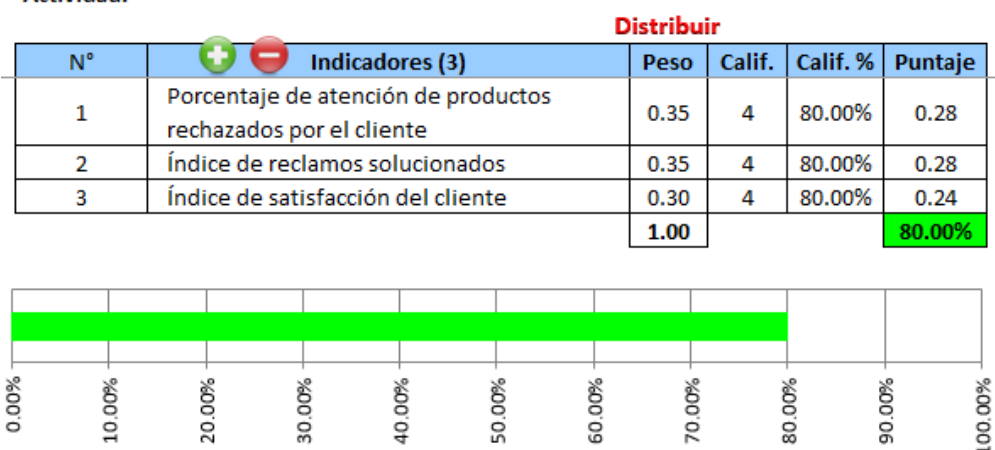 Distribuir
N° Indicadores (3) Peso Calif. Calif. % Puntaje
1 Porcentaje de atención de productos rechazados por el cliente 0.35 4 80.00% 0.28
2 Índice de reclamos solucionados 0.35 4 80.00% 0.28
3 Índice de satisfacción del cliente 0.30 4 80.00% 0.24
1.00 80.00%
0.00% 10.00% 20.00% 30.00% 40.00% 50.00% 60.00% 70.00% 80.00% 90.00% 100.00%